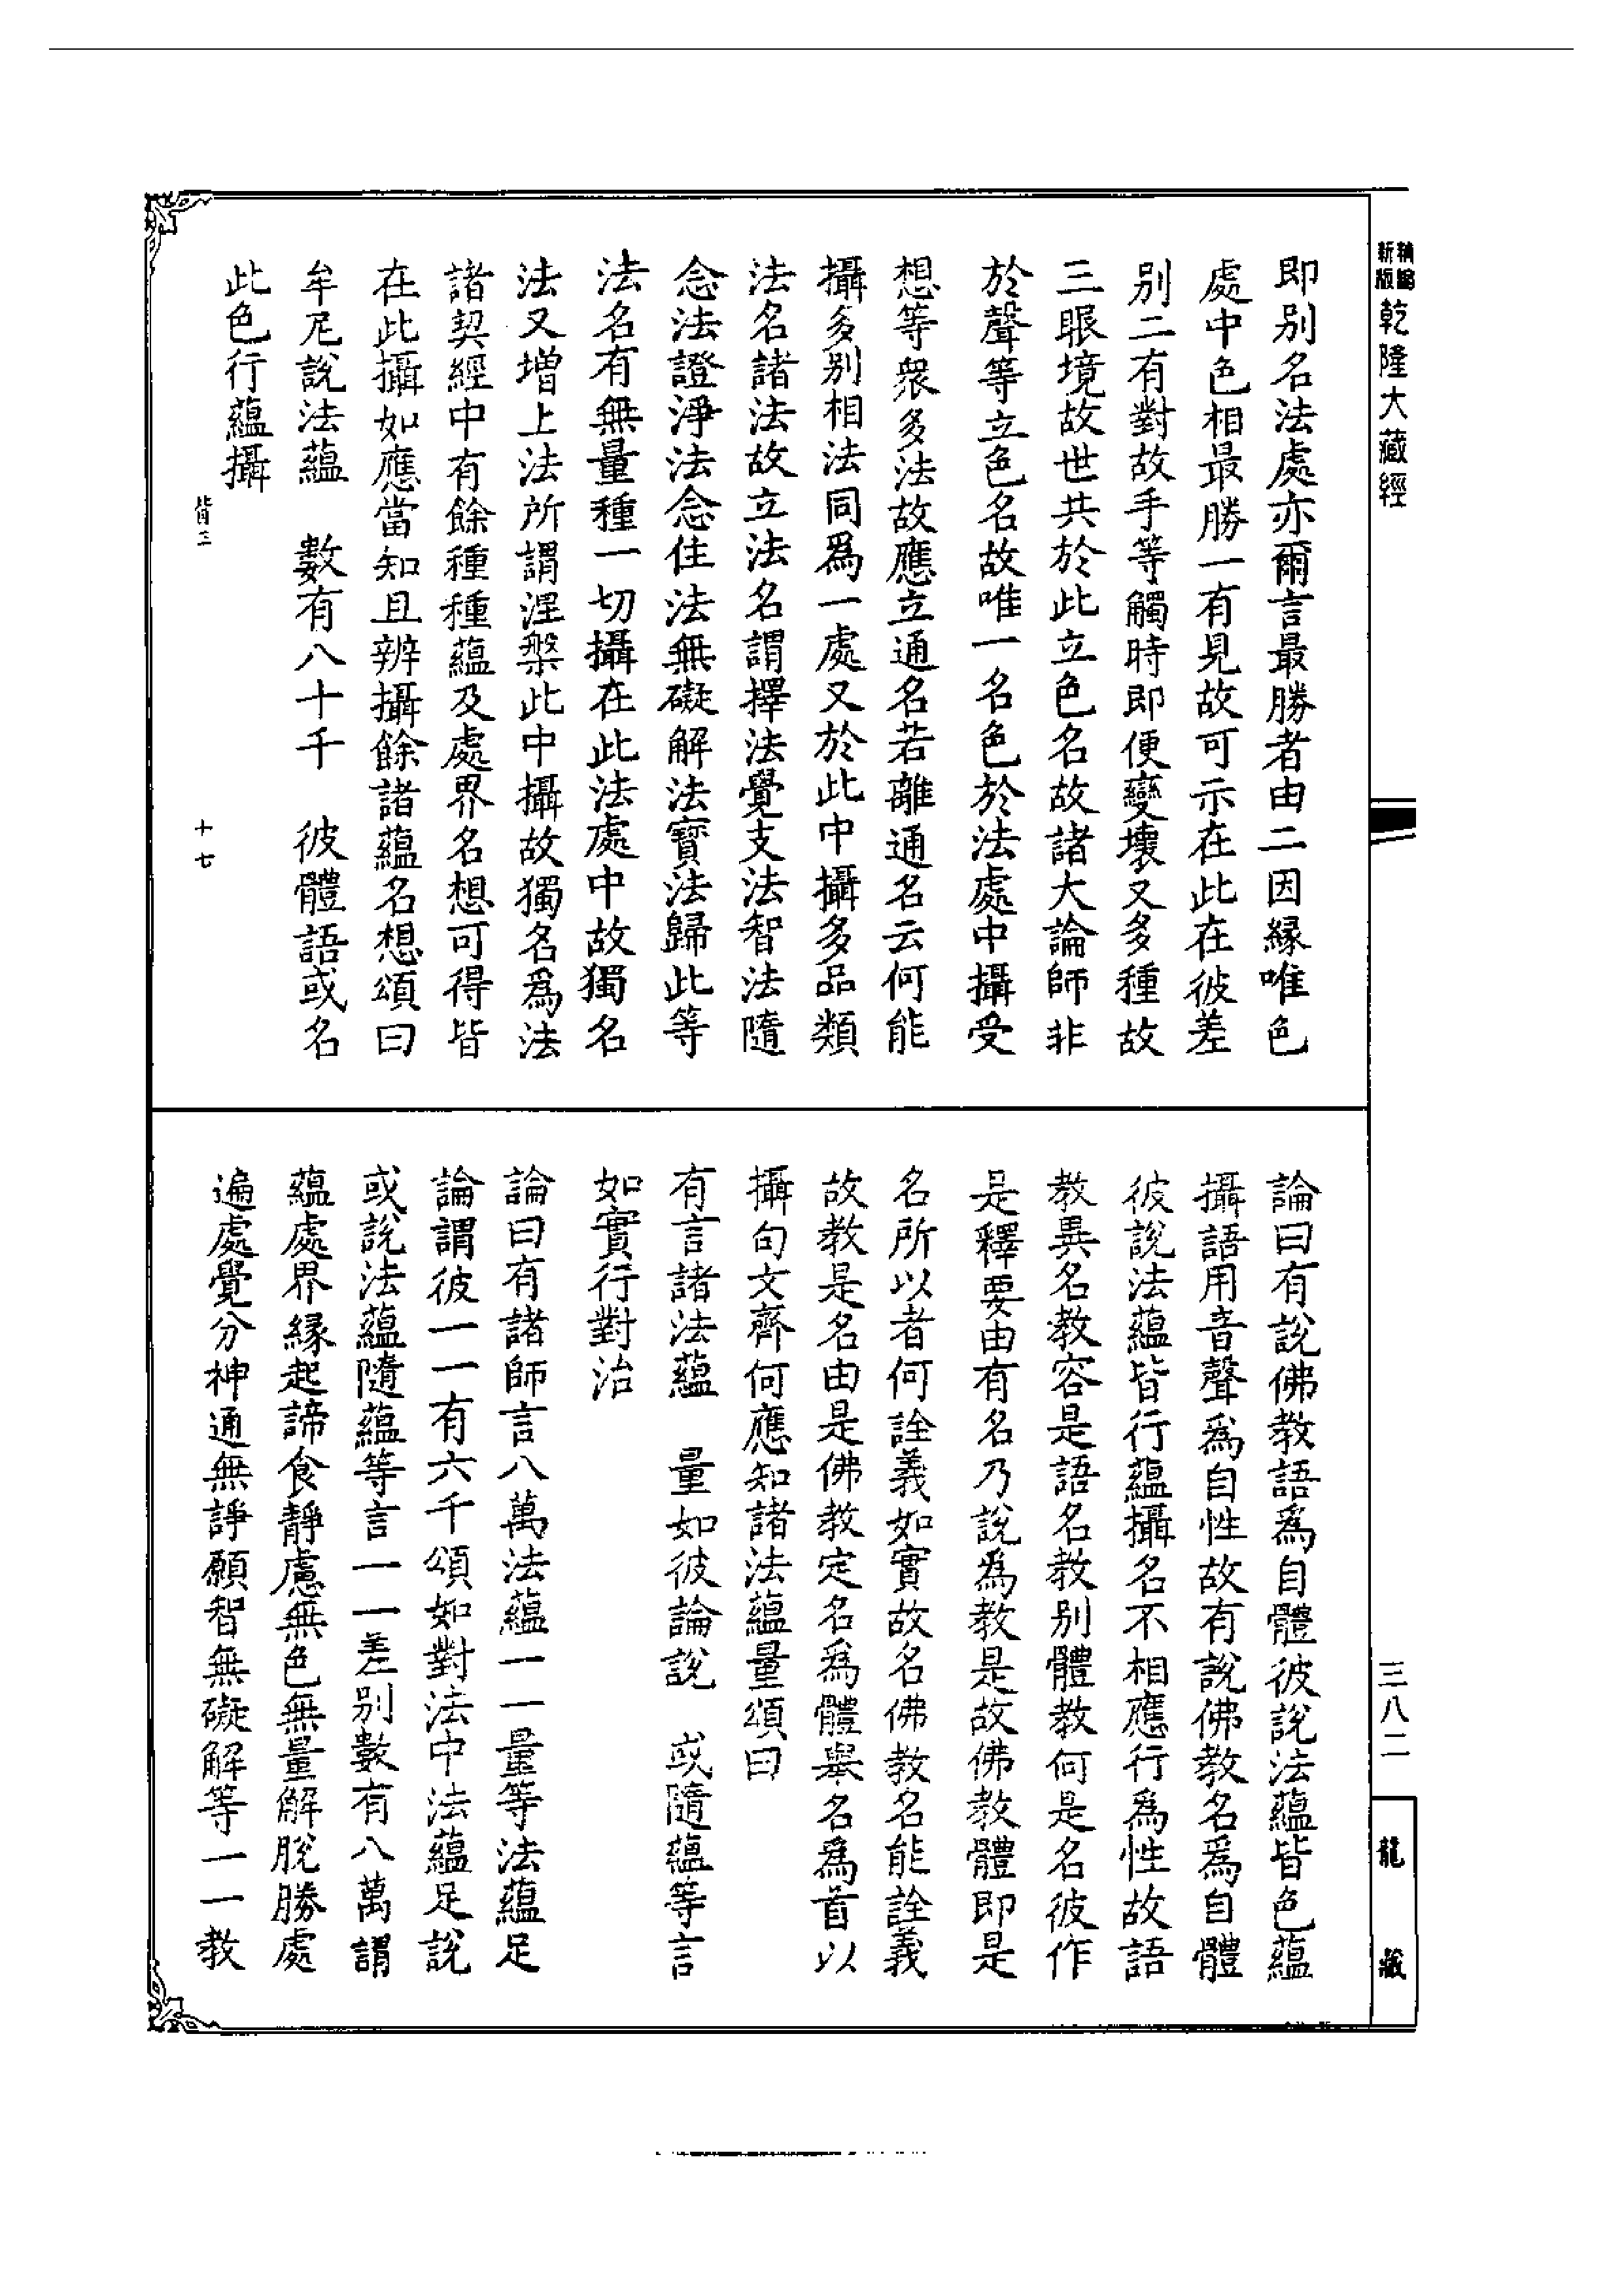 精縮新版
乾隆大藏經
即別名法處亦爾言最勝者由二因緣唯色
處中色相最勝一有見故可示在此在彼差
別二有對故手等觸時即便變壞又多種故
三眼境故世共於此立色名故諸大論師非
於聲等立色名故唯一名色於法處中攝受
想等衆多法故應立通名若離通名云何能
攝多別相法同爲一處又於此中攝多品類
法名諸法故立法名謂擇法覺支法智法隨
念法證淨法念住法無礙解法寶法歸此等
法名有無量種一切攝在此法處中故獨名
法又增上法所謂涅槃此中攝故獨名爲法
諸契經中有餘種種蘊及處界名想可得皆
在此攝如應當知且辨攝餘諸蘊名想頌曰
牟尼說法蘊　數有八十千　彼體語或名
此色行蘊攝
十七
論曰有說佛教語爲自體彼說法蘊皆色蘊
攝語用音聲爲自性故有說佛教名爲自體
彼說法蘊皆行蘊攝名不相應行爲性故語
教異名教容是語名教別體教何是名彼作
是釋要由有名乃說爲教是故佛教體即是
名所以者何詮義如實故名佛教名能詮義
故教是名由是佛教定名爲體舉名爲首以
攝句文齊何應知諸法蘊量頌曰
有言諸法蘊　量如彼論說　或隨蘊等言
如實行對治
論曰有諸師言八萬法蘊一一量等法蘊足
論謂彼一一有六千頌如對法中法蘊足說
或說法蘊隨蘊等言一一差別數有八萬謂
蘊處界緣起諦食靜慮無色無量解脫勝處
遍處覺分神通無諍願智無礙解等一一教
三八二
龍藏